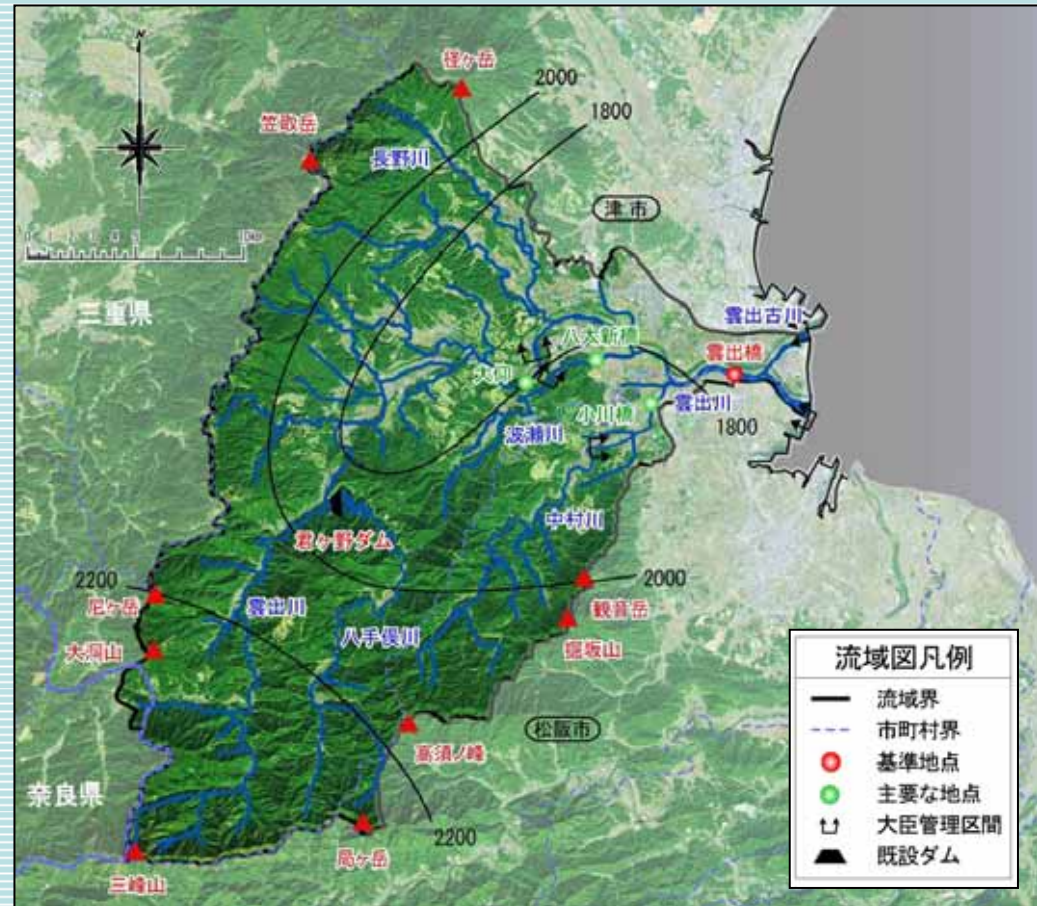 N
経ヶ岳
2000
1800
笠取岳
長野川
津市
10km
三重県
雲出古川
八太新橋
雲出橋
大仰
小川橋
雲出川
波瀬川
1800
中村川
君ヶ野ダム
2200
2000
尼ヶ岳
雲出川
観音岳
八手俣川
大洞山
堀坂山
松阪市
高須ノ峰
奈良県
2200
局ヶ岳
三峰山
流域図凡例
流域界
市町村界
基準地点
主要な地点
大臣管理区間
既設ダム